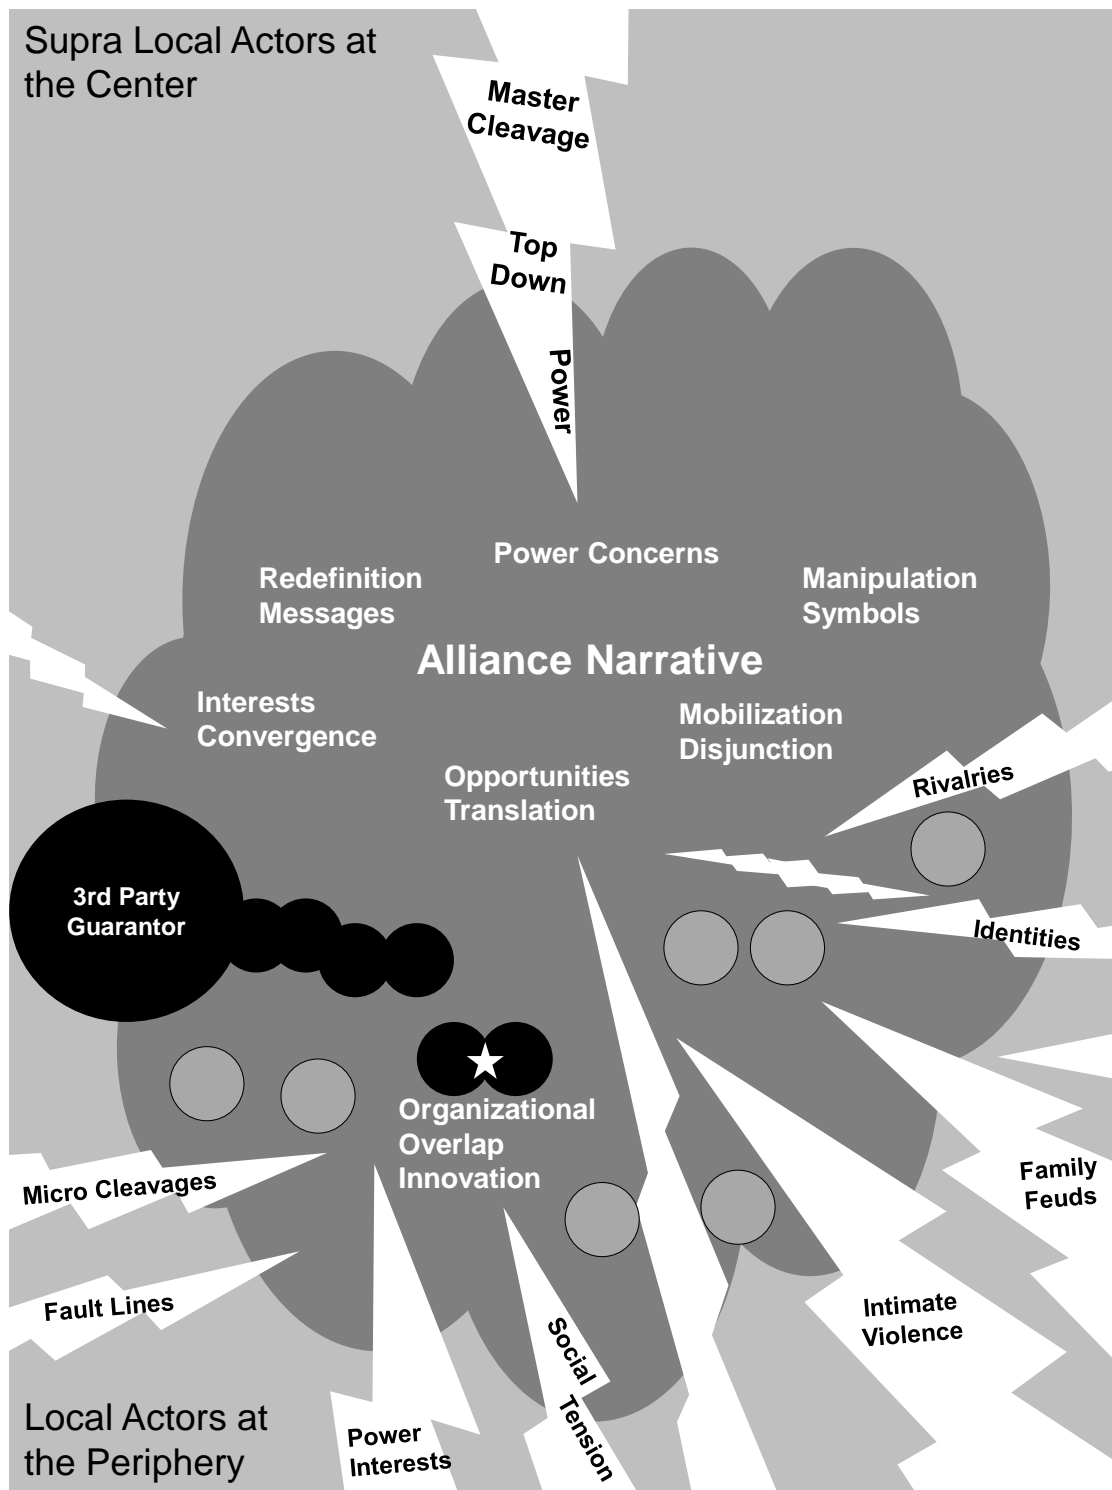 Supra Local Actors at
the Center
Master
Cleavage
Top
Down
Power
Power Concerns
Redefinition
Messages
Manipulation
Symbols
Alliance Narrative
Interests
Convergence
Mobilization
Disjunction
Opportunities
Translation
Rivalries
3rd Party
Guarantor
Identities
Organizational
Overlap
Innovation
Micro Cleavages
Family
Feuds
Fault Lines
Intimate
Violence
Social
Tension
Power
Interests
Local Actors at
the Periphery